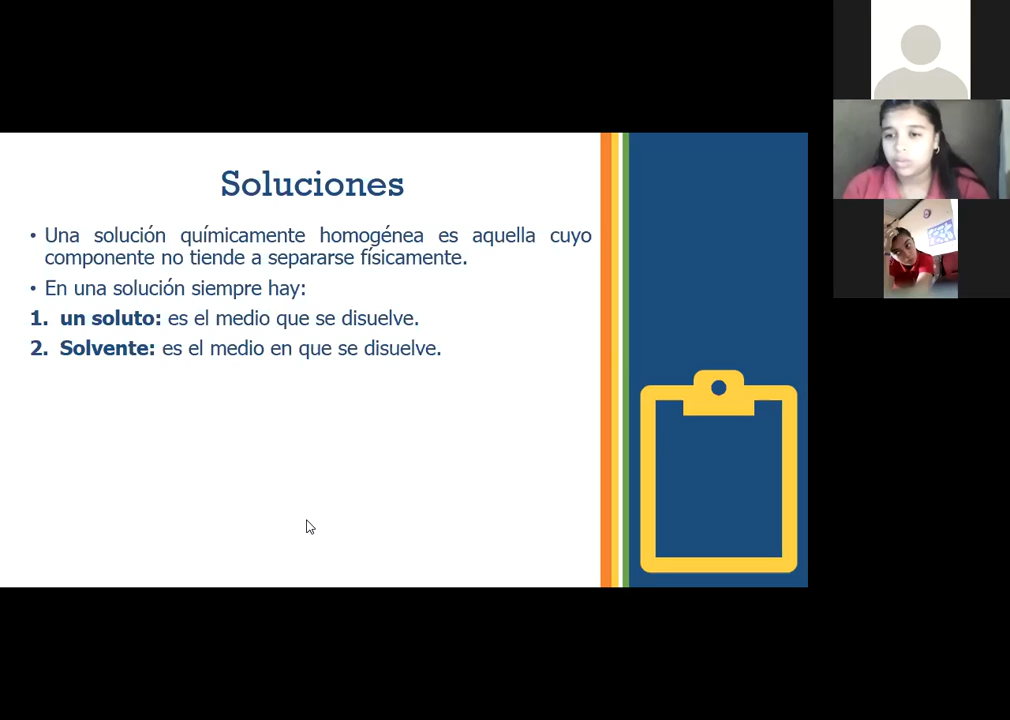 Soluciones
• Una solución químicamente homogénea es aquella cuyo
componente no tiende a separarse físicamente.
• En una solución siempre hay:
1. un soluto: es el medio que se disuelve.
2. Solvente: es el medio en que se disuelve.